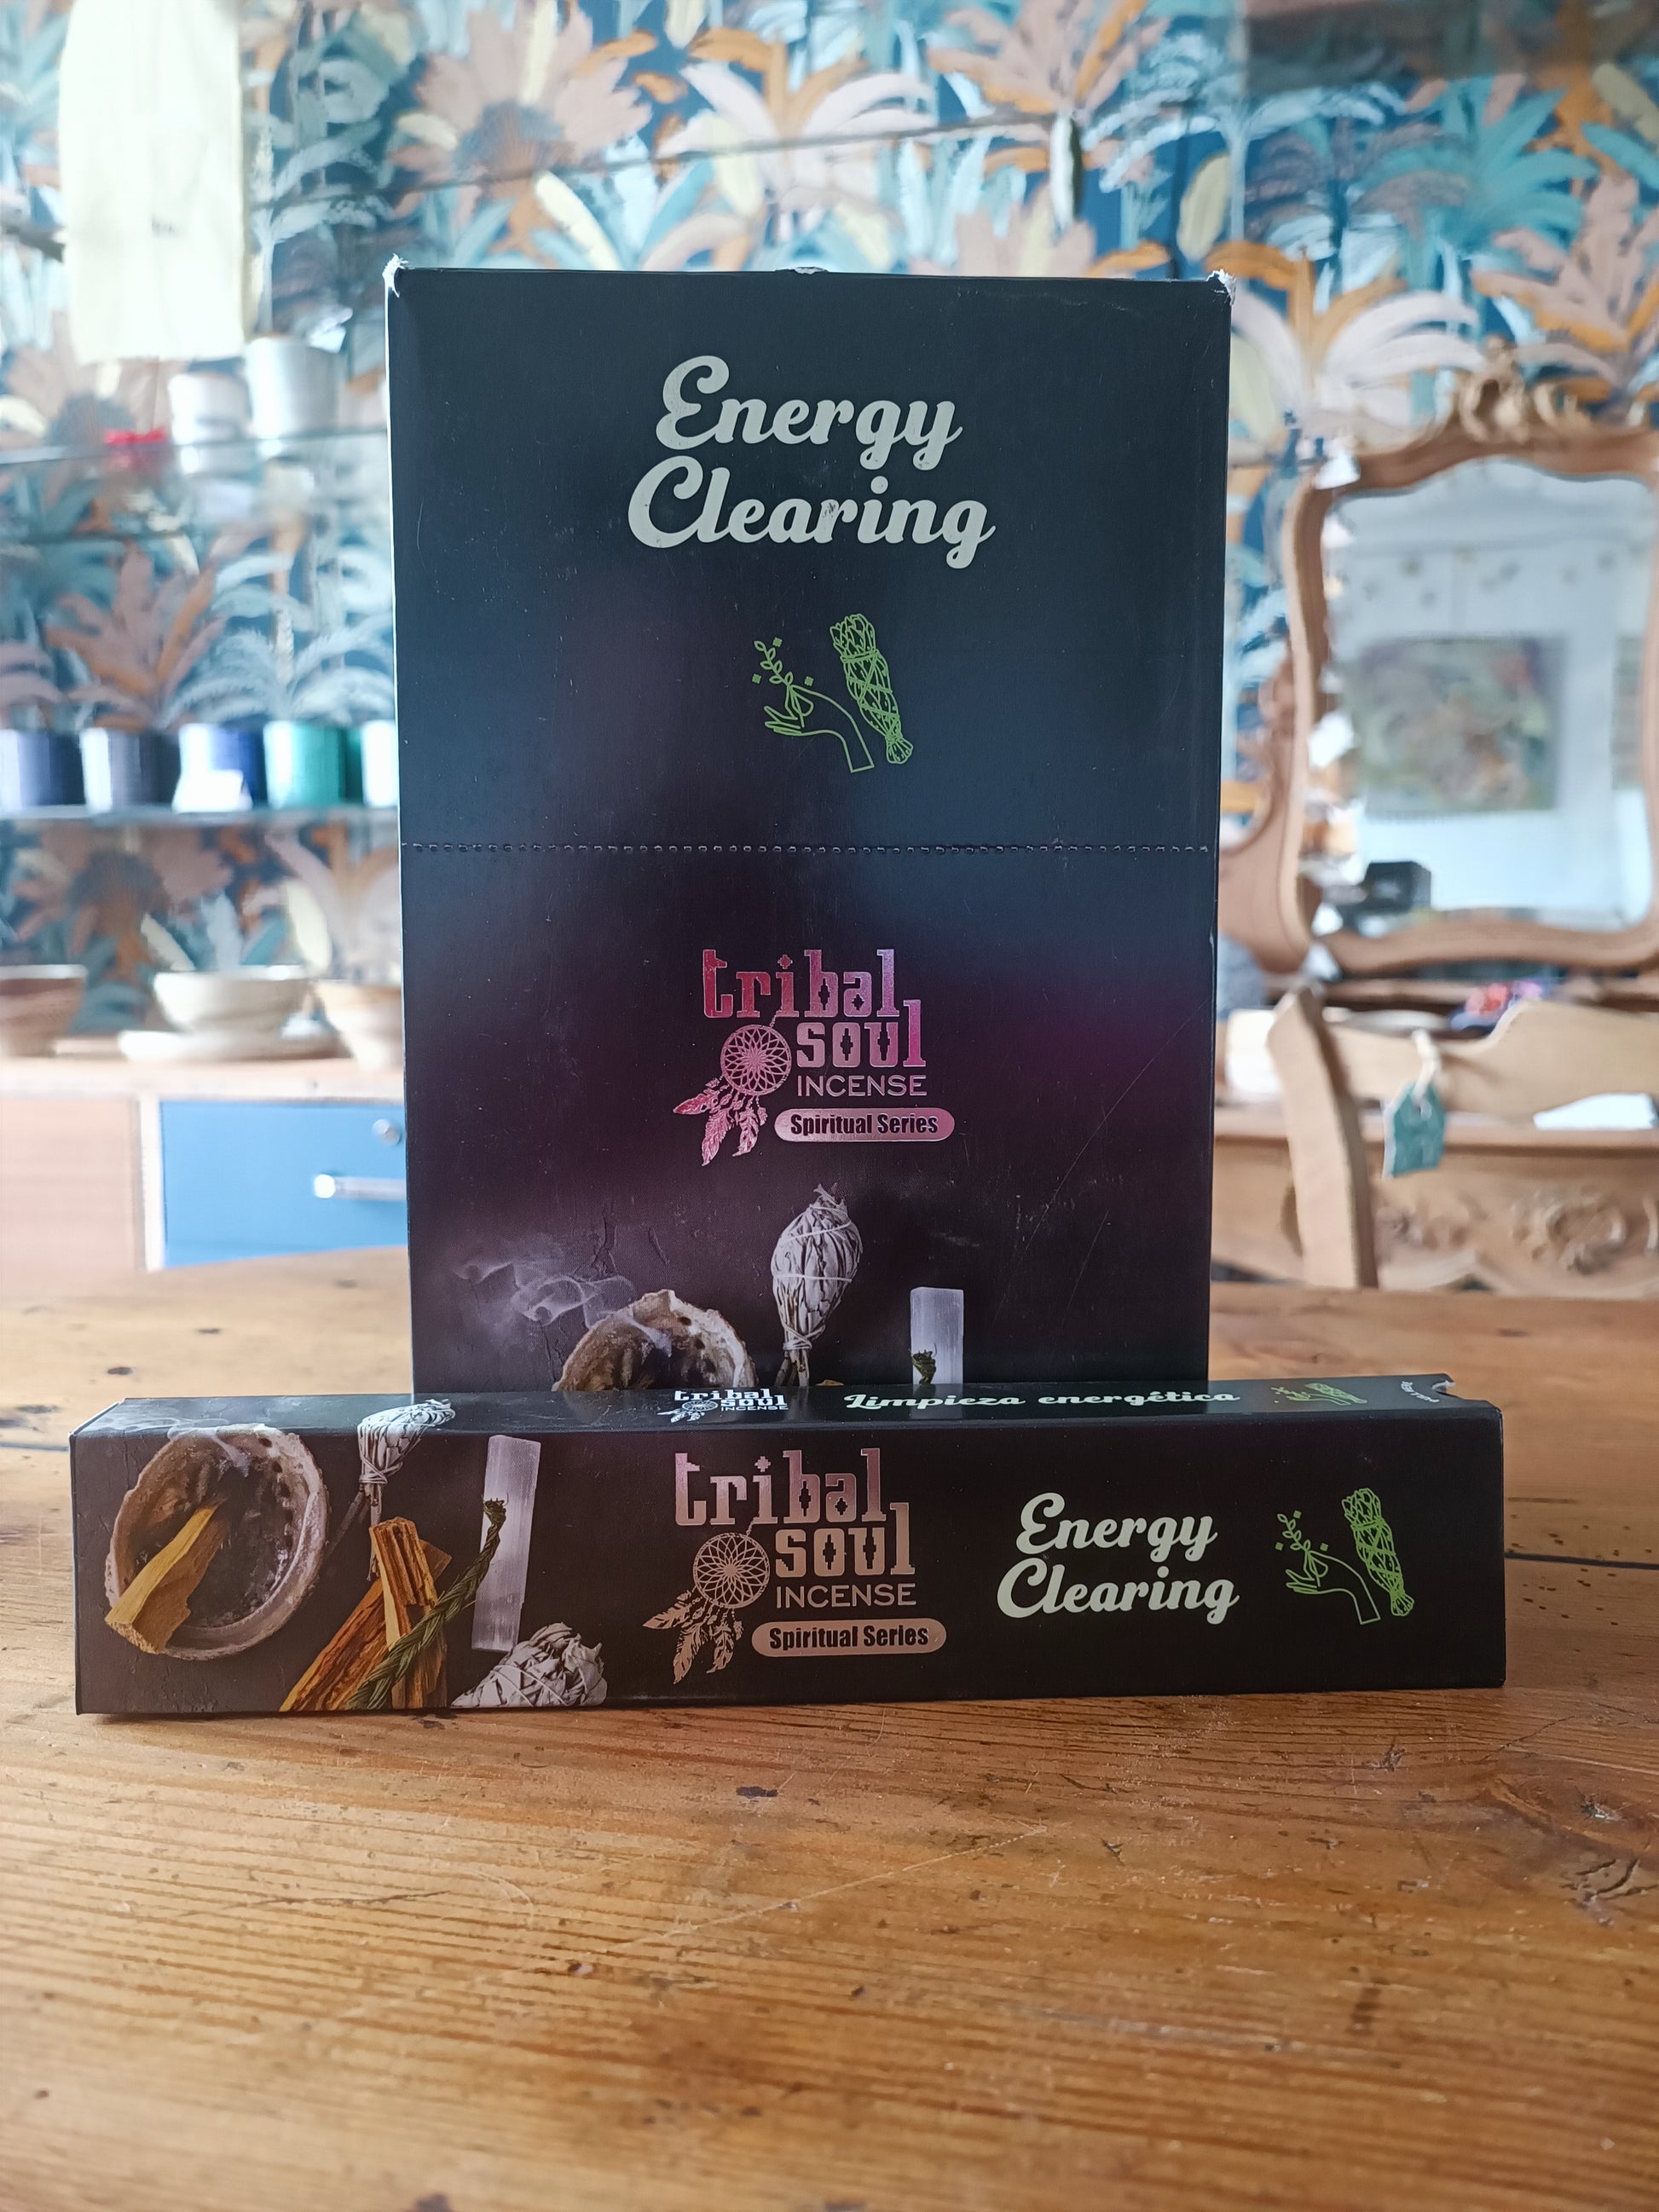 Energy
Clearing
tribal
soul
INCENSE
Spiritual Series
tribal
soul
INCENSE
Limpieza energética
tribal
soul
INCENSE
Spiritual Series
Energy
Clearing